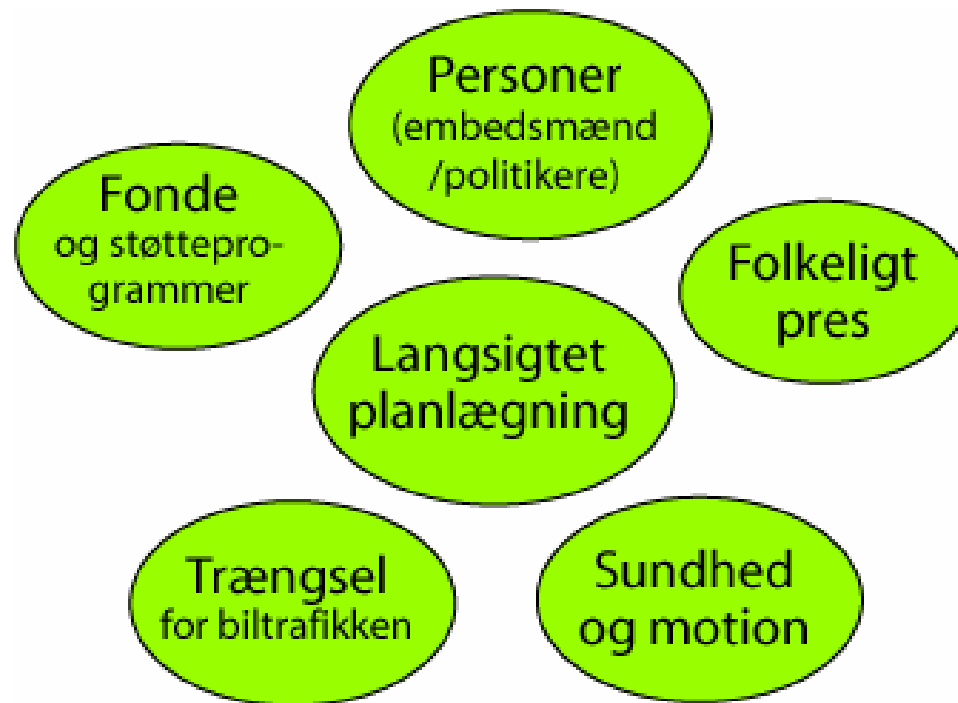 Personer
(embedsmænd
/politikere)
Fonde
og støttepro-
grammer
Folkeligt
pres
Langsigtet
planlægning
Trængsel
for biltrafikken
Sundhed
og motion